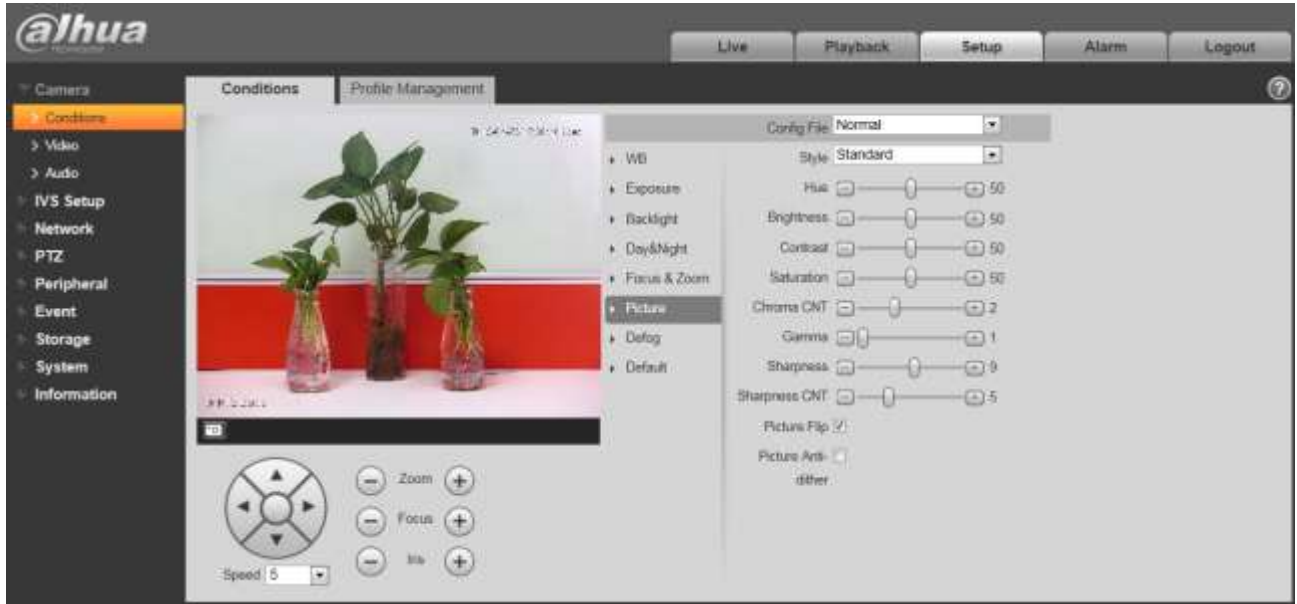 alhua
TECHNOLOGY
Live
Playback
Setup
Alarm
Logout
Camera
Conditions
Video
Audio
IVS Setup
Network
PTZ
Peripheral
Event
Storage
System
Information
Conditions
Profile Management
WB
Exposure
Backlight
Day&Night
Focus & Zoom
Picture
Defog
Default
Config File Normal
Style Standard
Hue 50
Brightness 50
Contrast 50
Saturation 50
Chroma CNT 2
Gamma 1
Sharpness 9
Sharpness CNT 5
Picture Flip
Picture Anti-
dither
Zoom
Focus
Iris
Speed 5